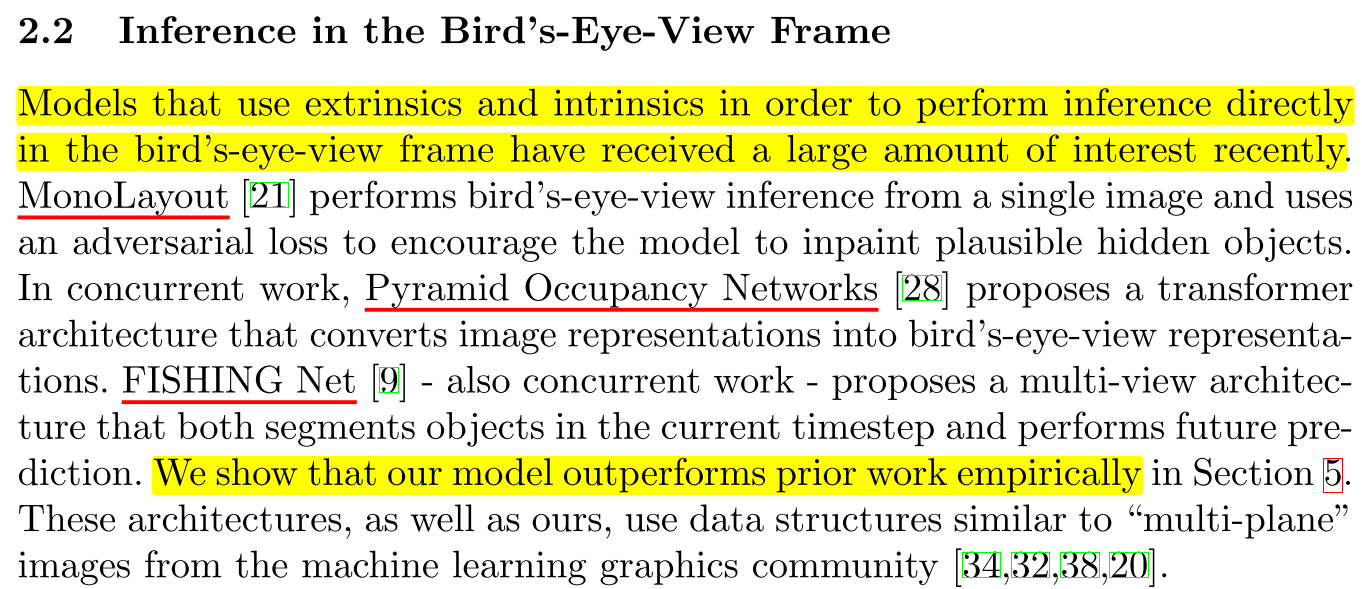 2.2 Inference in the Bird's-Eye-View Frame
Models that use extrinsics and intrinsics in order to perform inference directly
in the bird's-eye-view frame have received a large amount of interest recently.
MonoLayout [21] performs bird's-eye-view inference from a single image and uses
an adversarial loss to encourage the model to inpaint plausible hidden objects.
In concurrent work, Pyramid Occupancy Networks [28] proposes a transformer
architecture that converts image representations into bird's-eye-view representa-
tions. FISHING Net [9] - also concurrent work - proposes a multi-view architec-
ture that both segments objects in the current timestep and performs future pre-
diction. We show that our model outperforms prior work empirically in Section 5.
These architectures, as well as ours, use data structures similar to “multi-plane”
images from the machine learning graphics community [34,32,38,20].